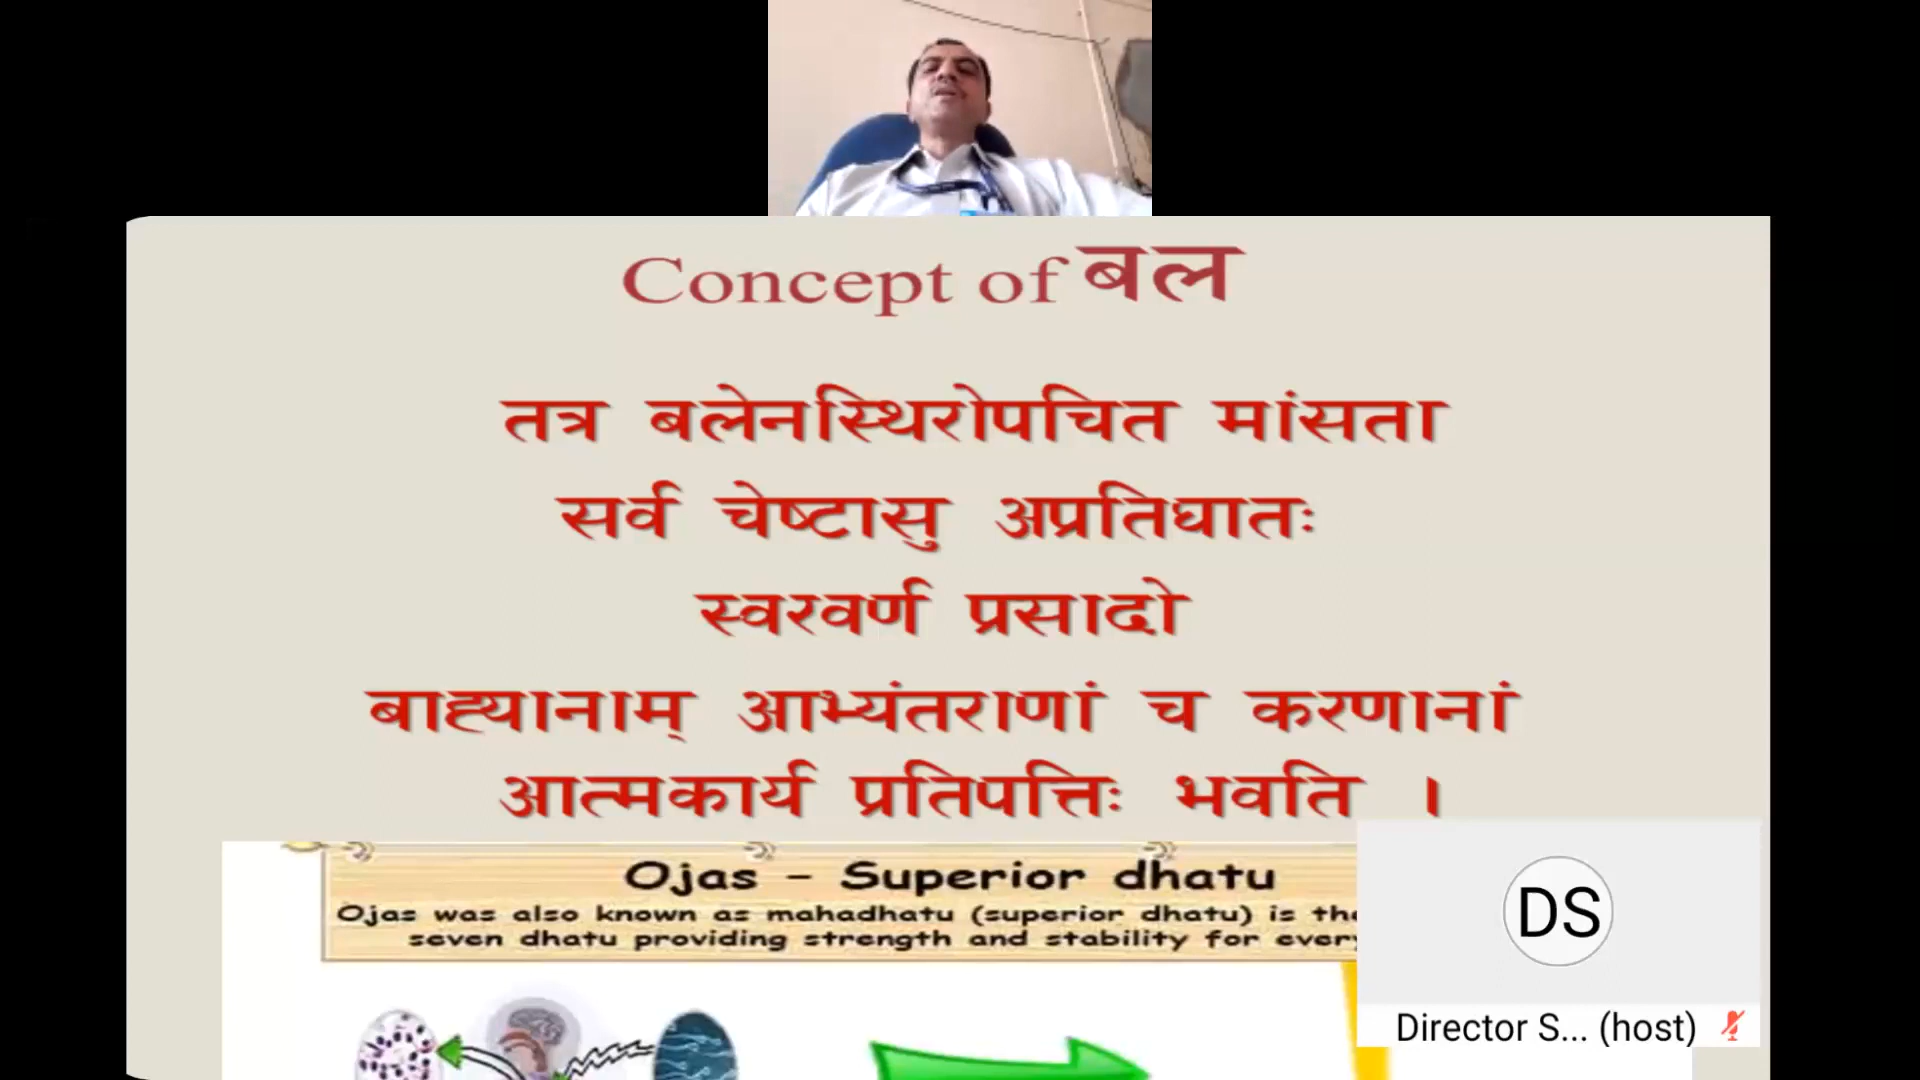 Concept of बल
तत्र बलेनस्थिरोपचित मांसता
सर्व चेष्टासु अप्रतिघातः
स्वरवर्ण प्रसादो
बाह्यानाम् आभ्यंतराणां च करणानां
आत्मकार्य प्रतिपत्तिः भवति ।
Ojas - Superior dhatu
Ojas was also known as mahadhatu (superior dhatu) is
seven dhatu providing strength and stability for
DS
Director S... (host)